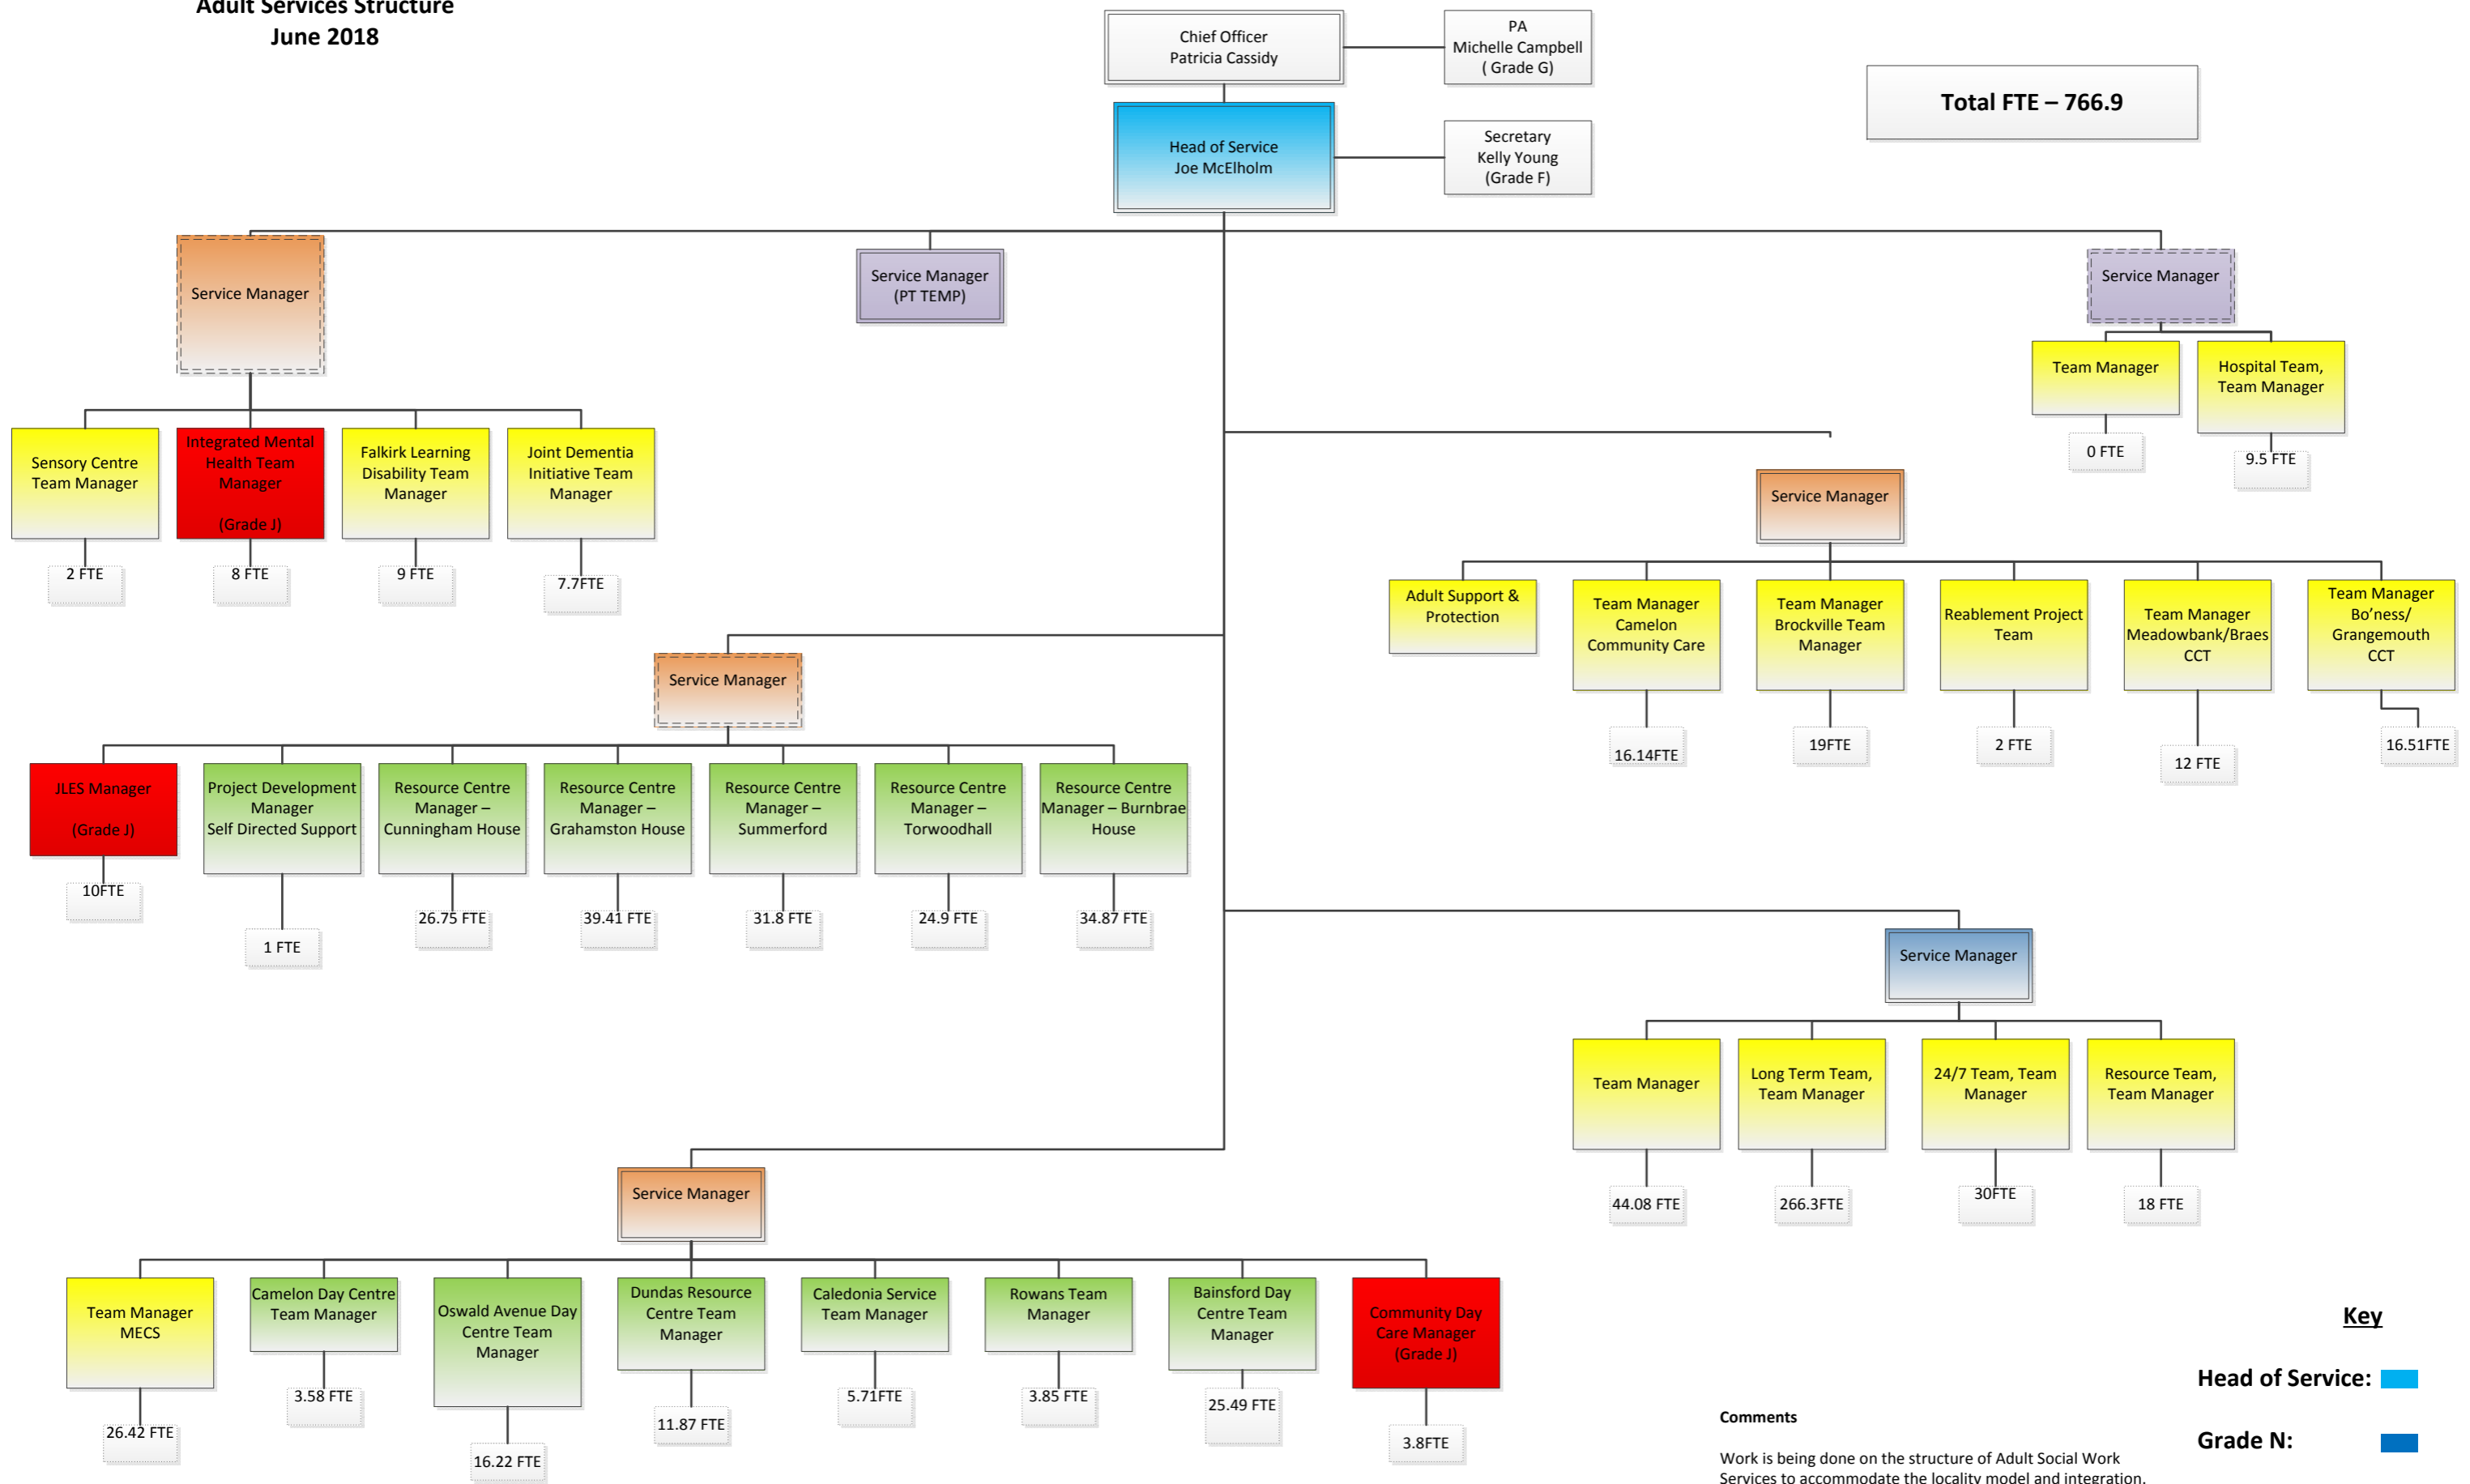 Adult Services Structure
June 2018
Chief Officer
Patricia Cassidy
PA
Michelle Campbell
( Grade G)
Total FTE – 766.9
Head of Service
Joe McElholm
Secretary
Kelly Young
(Grade F)
Service Manager
Service Manager
(PT TEMP)
Service Manager
Team Manager
Hospital Team,
Team Manager
0 FTE
9.5 FTE
Sensory Centre
Team Manager
Integrated Mental
Health Team
Manager
(Grade J)
Falkirk Learning
Disability Team
Manager
Joint Dementia
Initiative Team
Manager
2 FTE
8 FTE
9 FTE
7.7FTE
Service Manager
Adult Support &
Protection
Team Manager
Camelon
Community Care
Team Manager
Brockville Team
Manager
Reablement Project
Team
Team Manager
Meadowbank/Braes
CCT
Team Manager
Bo’ness/
Grangemouth
CCT
16.14FTE
19FTE
2 FTE
12 FTE
16.51FTE
Service Manager
JLES Manager
(Grade J)
Project Development
Manager
Self Directed Support
Resource Centre
Manager –
Cunningham House
Resource Centre
Manager –
Grahamston House
Resource Centre
Manager –
Summerford
Resource Centre
Manager –
Torwoodhall
Resource Centre
Manager – Burnbrae
House
10FTE
1 FTE
26.75 FTE
39.41 FTE
31.8 FTE
24.9 FTE
34.87 FTE
Service Manager
Team Manager
Long Term Team,
Team Manager
24/7 Team, Team
Manager
Resource Team,
Team Manager
44.08 FTE
266.3FTE
30FTE
18 FTE
Service Manager
Team Manager
MECS
Camelon Day Centre
Team Manager
Oswald Avenue Day
Centre Team
Manager
Dundas Resource
Centre Team
Manager
Caledonia Service
Team Manager
Rowans Team
Manager
Bainsford Day
Centre Team
Manager
Community Day
Care Manager
(Grade J)
26.42 FTE
3.58 FTE
16.22 FTE
11.87 FTE
5.71FTE
3.85 FTE
25.49 FTE
3.8FTE
Key
Head of Service:
Grade N:
Comments
Work is being done on the structure of Adult Social Work
Services to accommodate the locality model and integration.